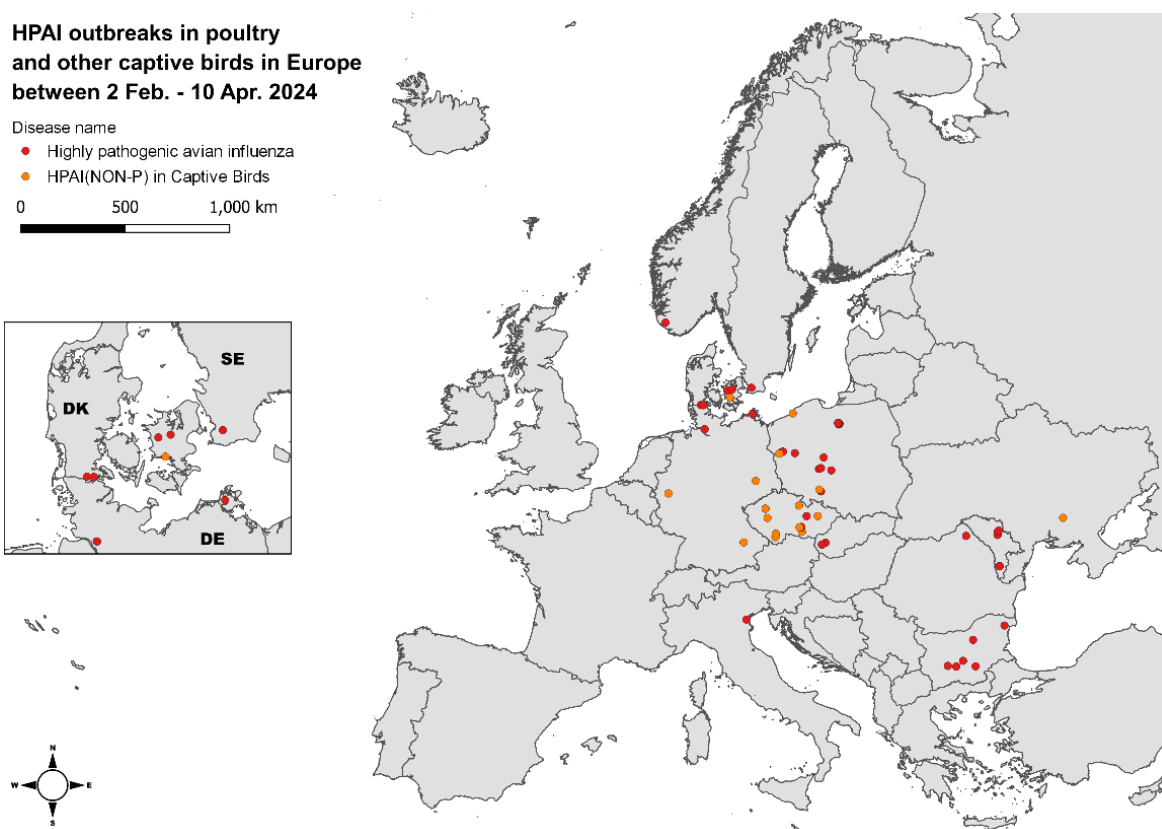 HPAI outbreaks in poultry
and other captive birds in Europe
between 2 Feb. - 10 Apr. 2024
Disease name
Highly pathogenic avian influenza
HPAI(NON-P) in Captive Birds
0 500 1,000 km
SE
DK
DE
N
W E
S